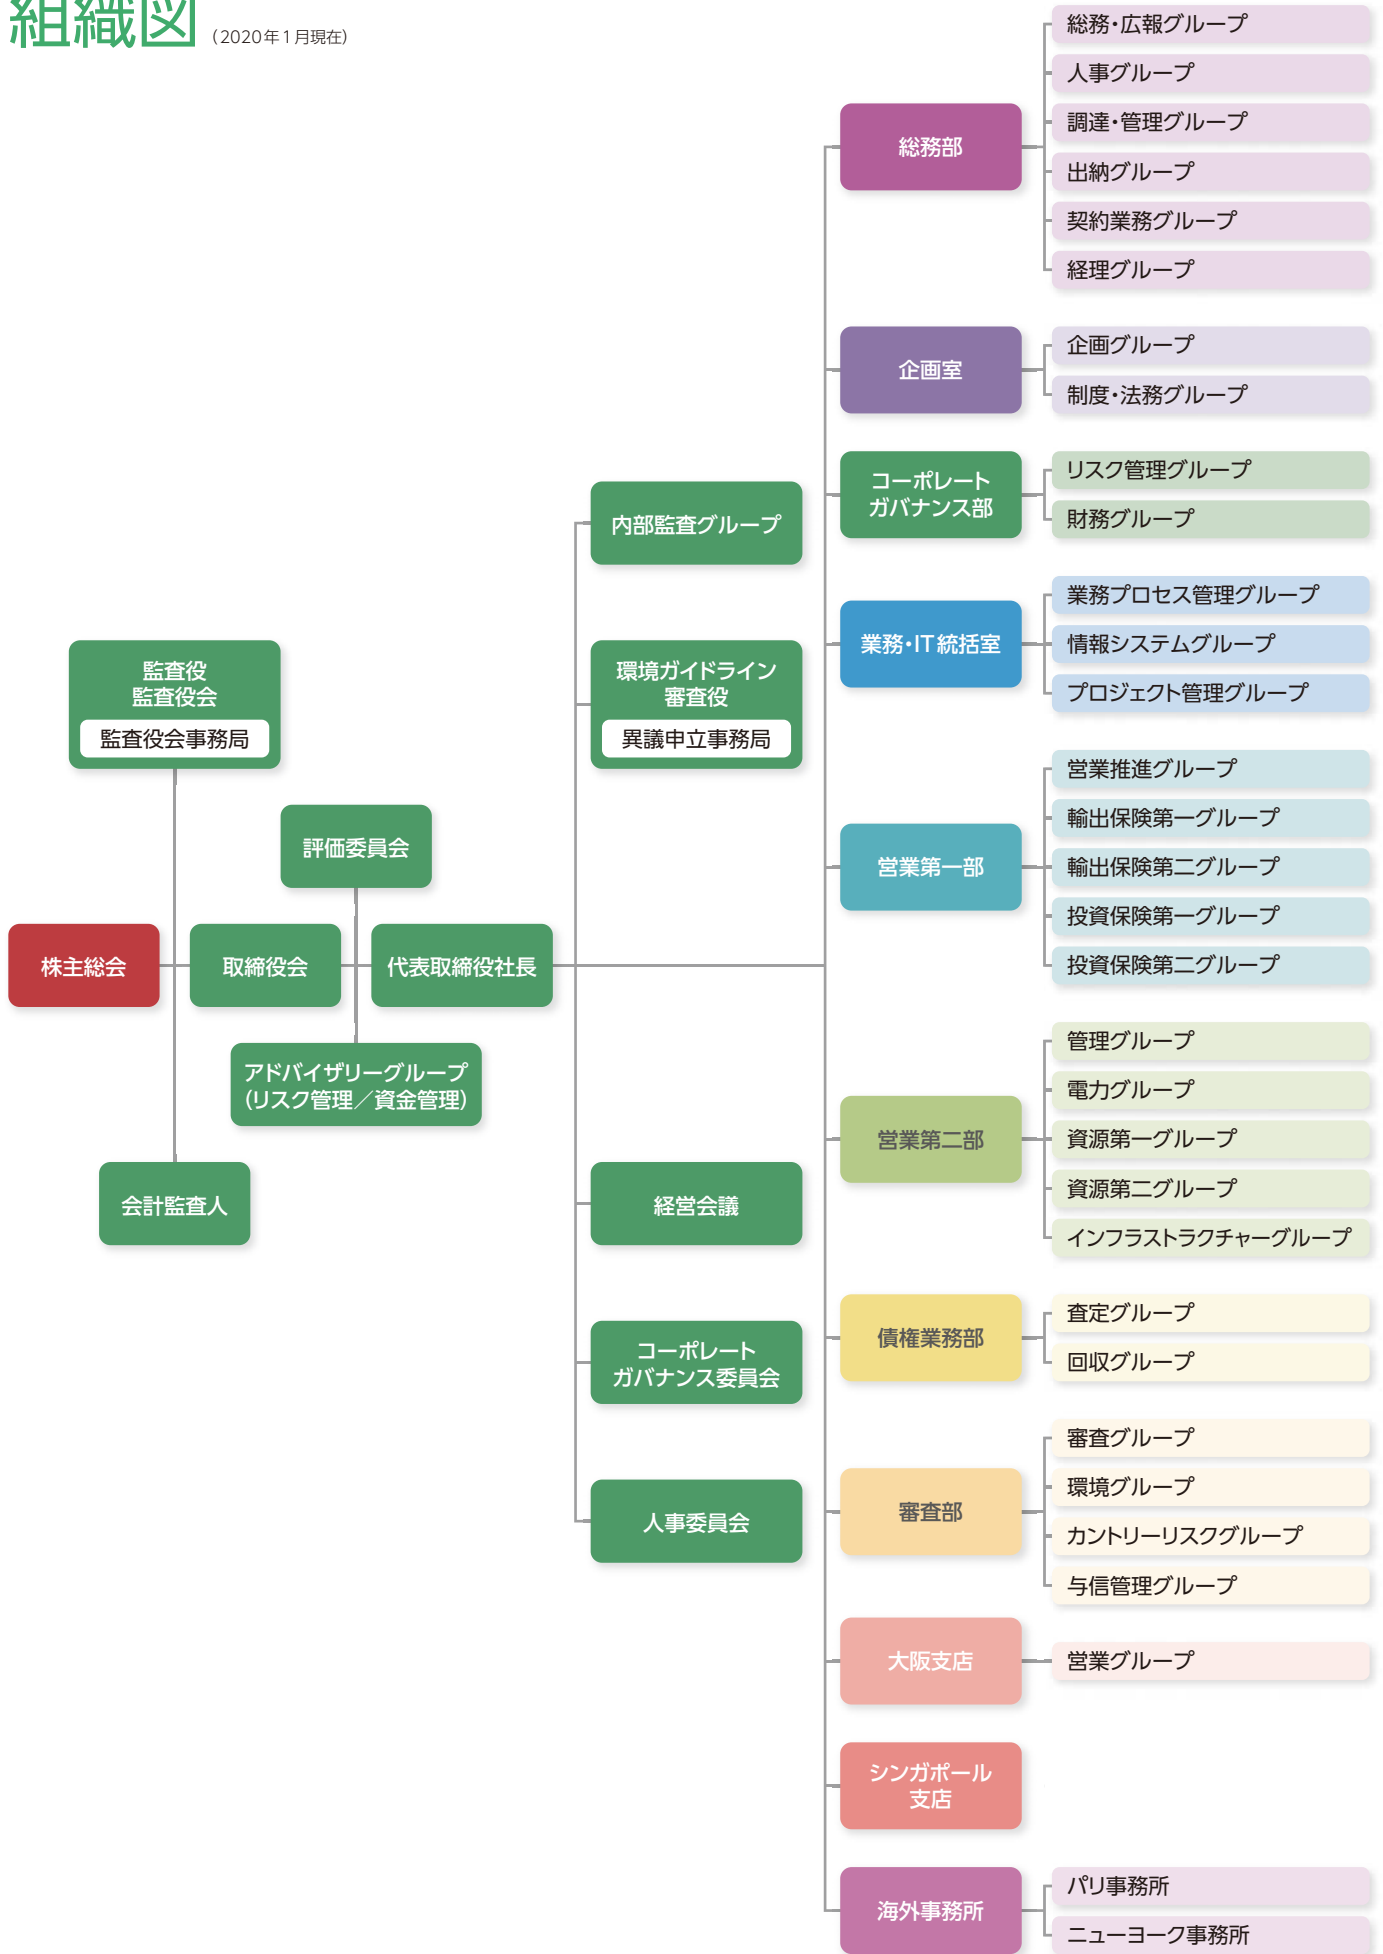 組織図 (2020年1月現在)
株主総会
監査役
監査役会
監査役会事務局
会計監査人
取締役会
評価委員会
アドバイザリーグループ
(リスク管理／資金管理)
代表取締役社長
内部監査グループ
環境ガイドライン
審査役
異議申立事務局
経営会議
コーポレート
ガバナンス委員会
人事委員会
総務部
総務・広報グループ
人事グループ
調達・管理グループ
出納グループ
契約業務グループ
経理グループ
企画室
企画グループ
制度・法務グループ
コーポレート
ガバナンス部
リスク管理グループ
財務グループ
業務・IT統括室
業務プロセス管理グループ
情報システムグループ
プロジェクト管理グループ
営業第一部
営業推進グループ
輸出保険第一グループ
輸出保険第二グループ
投資保険第一グループ
投資保険第二グループ
営業第二部
管理グループ
電力グループ
資源第一グループ
資源第二グループ
インフラストラクチャーグループ
債権業務部
査定グループ
回収グループ
審査部
審査グループ
環境グループ
カントリーリスクグループ
与信管理グループ
大阪支店
営業グループ
シンガポール
支店
海外事務所
パリ事務所
ニューヨーク事務所